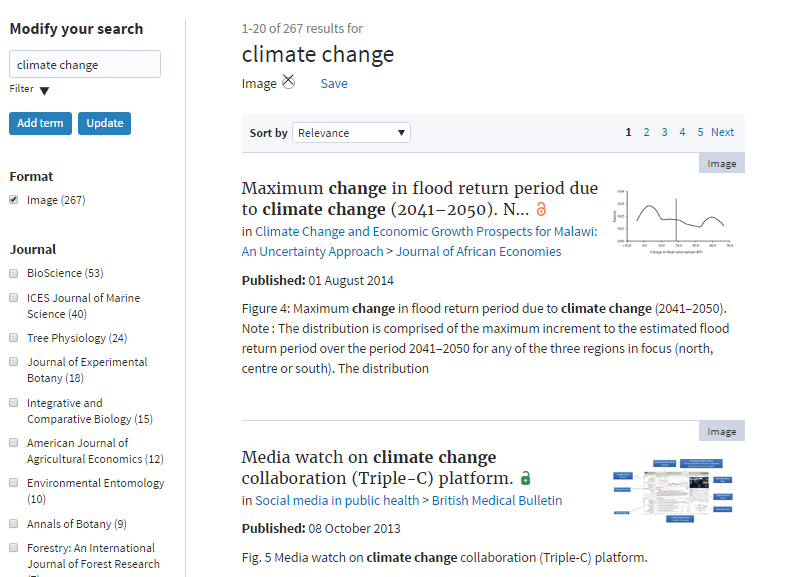 Modify your search
climate change
Filter
Add term
Update
Format
Image (267)
Journal
BioScience (53)
ICES Journal of Marine
Science (40)
Tree Physiology (24)
Journal of Experimental
Botany (18)
Integrative and
Comparative Biology (15)
American Journal of
Agricultural Economics (12)
Environmental Entomology
(10)
Annals of Botany (9)
Forestry: An International
Journal of Forest Research
1-20 of 267 results for
climate change
Image
Save
Sort by Relevance
1 2 3 4 5 Next
Image
Maximum change in flood return period due
to climate change (2041–2050). N...
in Climate Change and Economic Growth Prospects for Malawi:
An Uncertainty Approach > Journal of African Economies
Published: 01 August 2014
Figure 4: Maximum change in flood return period due to climate change (2041–2050).
Note : The distribution is comprised of the maximum increment to the estimated flood
return period over the period 2041–2050 for any of the three regions in focus (north,
centre or south). The distribution
Image
Media watch on climate change
collaboration (Triple-C) platform.
in Social media in public health > British Medical Bulletin
Published: 08 October 2013
Fig. 5 Media watch on climate change collaboration (Triple-C) platform.